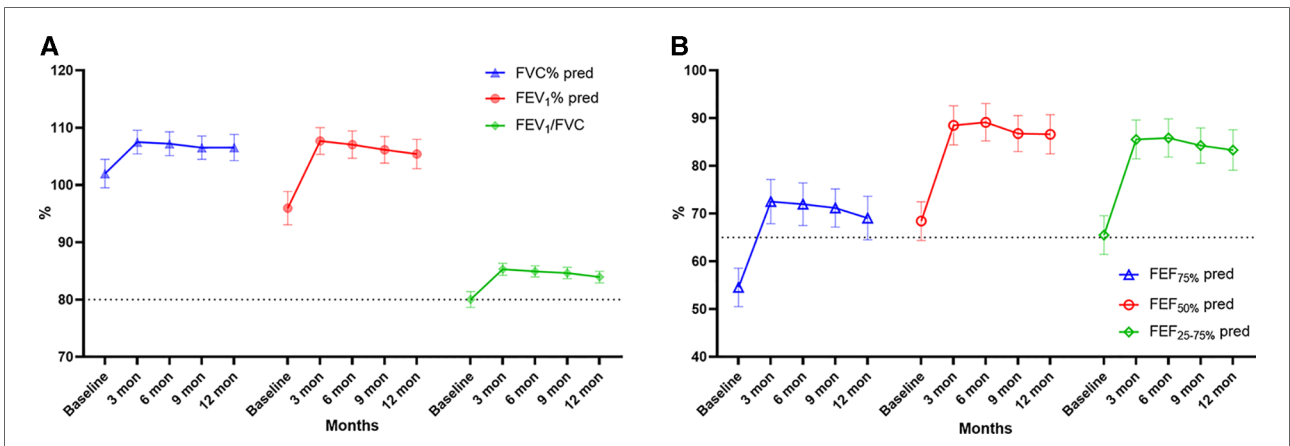 A
120
110
100
90
80
70
%
FVC% pred
FEV1% pred
FEV1/FVC
Baseline
3 mon
6 mon
9 mon
12 mon
Baseline
3 mon
6 mon
9 mon
12 mon
Baseline
3 mon
6 mon
9 mon
12 mon
Months
B
100
90
80
70
60
50
40
%
FEF75% pred
FEF50% pred
FEF25-75% pred
Baseline
3 mon
6 mon
9 mon
12 mon
Baseline
3 mon
6 mon
9 mon
12 mon
Baseline
3 mon
6 mon
9 mon
12 mon
Months